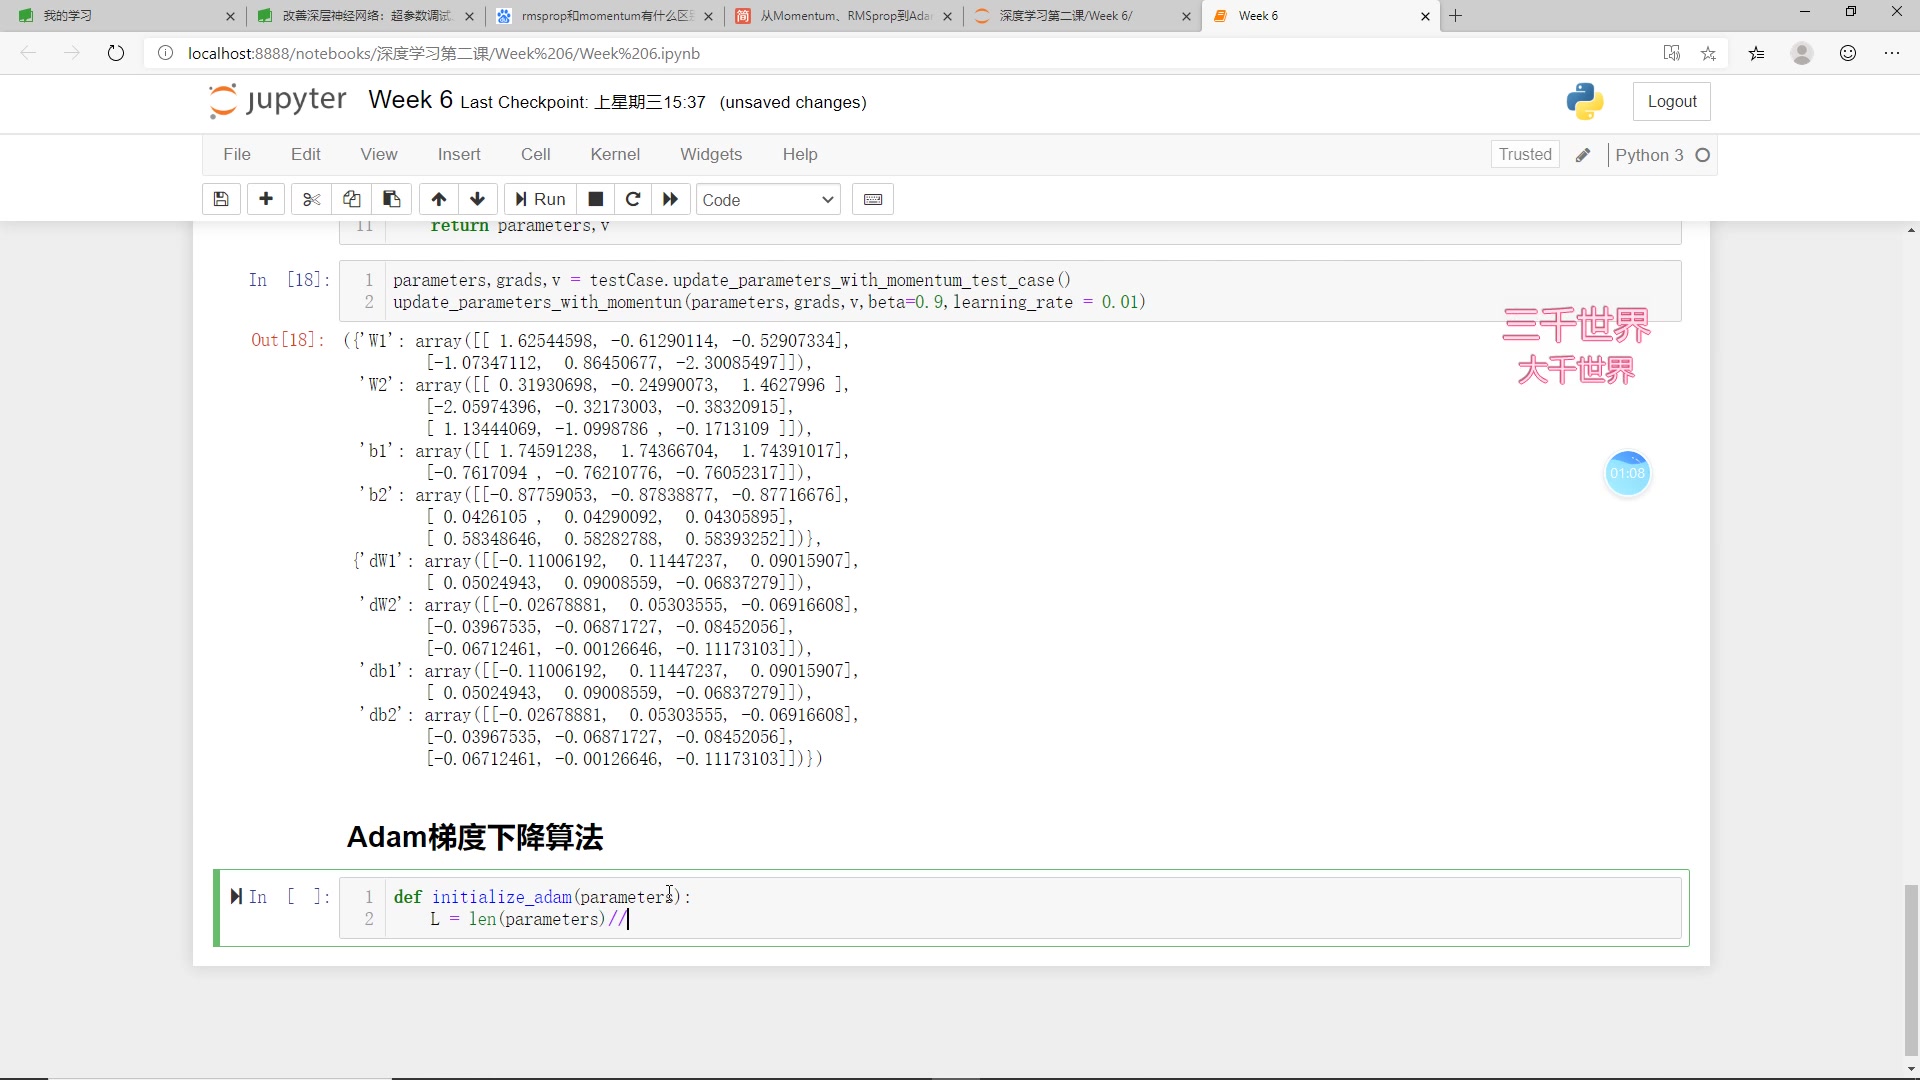 我的学习
改善深层神经网络：超参数调试
rmsprop和momentum有什么区
从Momentum、RMSprop到Ada
深度学习第二课/Week 6/
Week 6
localhost:8888/notebooks/深度学习第二课/Week%206/Week%206.ipynb
jupyter Week 6 Last Checkpoint: 上星期三15:37 (unsaved changes)
Logout
File Edit View Insert Cell Kernel Widgets Help
Trusted Python 3
Run Code
11 return parameters,v
In [18]:
1 parameters,grads,v = testCase.update_parameters_with_momentum_test_case()
2 update_parameters_with_momentun(parameters,grads,v,beta=0.9,learning_rate = 0.01)
三千世界
大千世界
01:08
Out[18]: ({'W1': array([[ 1.62544598, -0.61290114, -0.52907334],
[-1.07347112, 0.86450677, -2.30085497]]),
'W2': array([[ 0.31930698, -0.24990073, 1.4627996 ],
[-2.05974396, -0.32173003, -0.38320915],
[ 1.13444069, -1.0998786 , -0.1713109 ]]),
'b1': array([[ 1.74591238, 1.74366704, 1.74391017],
[-0.7617094 , -0.76210776, -0.76052317]]),
'b2': array([[-0.87759053, -0.87838877, -0.87716676],
[ 0.0426105 , 0.04290092, 0.04305895],
[ 0.58348646, 0.58282788, 0.58393252]])},
{'dW1': array([[-0.11006192, 0.11447237, 0.09015907],
[ 0.05024943, 0.09008559, -0.06837279]]),
'dW2': array([[-0.02678881, 0.05303555, -0.06916608],
[-0.03967535, -0.06871727, -0.08452056],
[-0.06712461, -0.00126646, -0.11173103]]),
'db1': array([[-0.11006192, 0.11447237, 0.09015907],
[ 0.05024943, 0.09008559, -0.06837279]]),
'db2': array([[-0.02678881, 0.05303555, -0.06916608],
[-0.03967535, -0.06871727, -0.08452056],
[-0.06712461, -0.00126646, -0.11173103]])})
Adam梯度下降算法
In [ ]:
1 def initialize_adam(parameters):
2 L = len(parameters)//